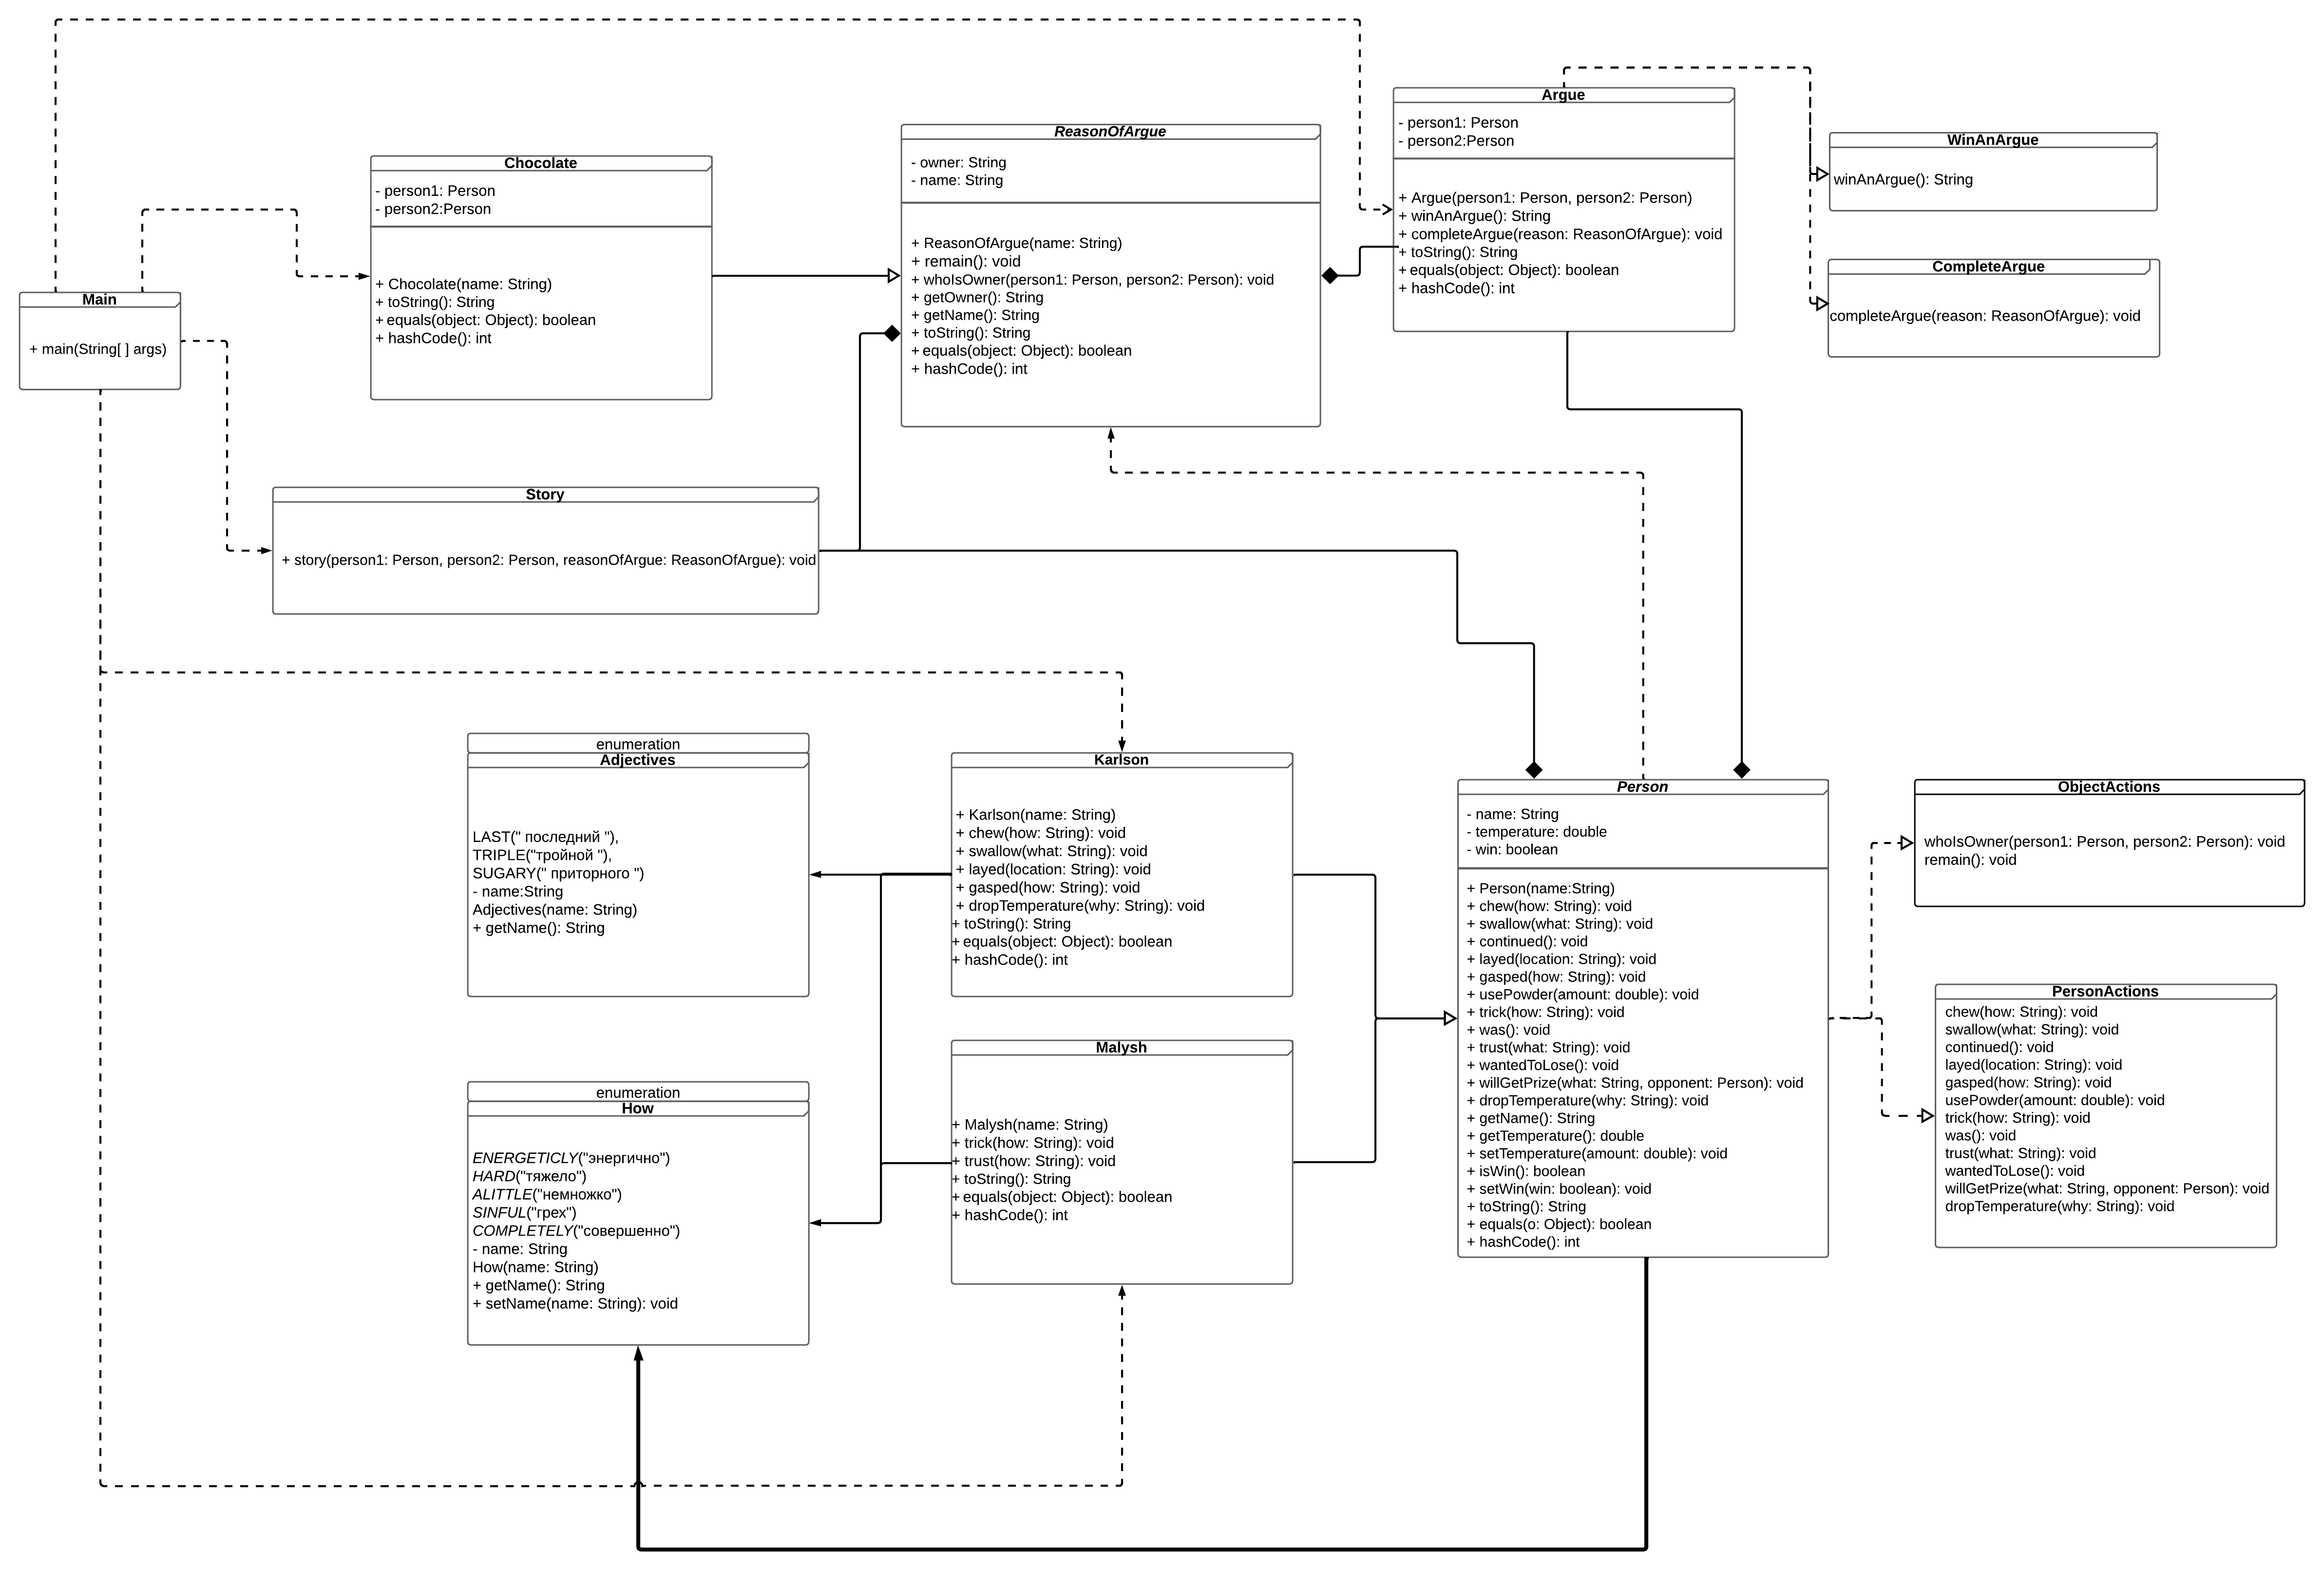 Argue
- person1: Person
- person2:Person
+ Argue(person1: Person, person2: Person)
+ winAnArgue(): String
+ completeArgue(reason: ReasonOfArgue): void
+ toString(): String
+ equals(object: Object): boolean
+ hashCode(): int
WinAnArgue
winAnArgue(): String
CompleteArgue
completeArgue(reason: ReasonOfArgue): void
ReasonOfArgue
- owner: String
- name: String
+ ReasonOfArgue(name: String)
+ remain(): void
+ whoIsOwner(person1: Person, person2: Person): void
+ getOwner(): String
+ getName(): String
+ toString(): String
+ equals(object: Object): boolean
+ hashCode(): int
Chocolate
- person1: Person
- person2:Person
+ Chocolate(name: String)
+ toString(): String
+ equals(object: Object): boolean
+ hashCode(): int
Main
+ main(String[ ] args)
Story
+ story(person1: Person, person2: Person, reasonOfArgue: ReasonOfArgue): void
enumeration
Adjectives
LAST(" последний "),
TRIPLE("тройной "),
SUGARY(" приторного ")
- name:String
Adjectives(name: String)
+ getName(): String
Karlson
+ Karlson(name: String)
+ chew(how: String): void
+ swallow(what: String): void
+ layed(location: String): void
+ gasped(how: String): void
+ dropTemperature(why: String): void
+ toString(): String
+ equals(object: Object): boolean
+ hashCode(): int
Person
- name: String
- temperature: double
- win: boolean
+ Person(name:String)
+ chew(how: String): void
+ swallow(what: String): void
+ continued(): void
+ layed(location: String): void
+ gasped(how: String): void
+ usePowder(amount: double): void
+ trick(how: String): void
+ was(): void
+ trust(what: String): void
+ wantedToLose(): void
+ willGetPrize(what: String, opponent: Person): void
+ dropTemperature(why: String): void
+ getName(): String
+ getTemperature(): double
+ setTemperature(amount: double): void
+ isWin(): boolean
+ setWin(win: boolean): void
+ toString(): String
+ equals(o: Object): boolean
+ hashCode(): int
ObjectActions
whoIsOwner(person1: Person, person2: Person): void
remain(): void
PersonActions
chew(how: String): void
swallow(what: String): void
continued(): void
layed(location: String): void
gasped(how: String): void
usePowder(amount: double): void
trick(how: String): void
was(): void
trust(what: String): void
wantedToLose(): void
willGetPrize(what: String, opponent: Person): void
dropTemperature(why: String): void
enumeration
How
ENERGETICLY("энергично")
HARD("тяжело")
ALITTLE("немножко")
SINFUL("грех")
COMPLETELY("совершенно")
- name: String
How(name: String)
+ getName(): String
+ setName(name: String): void
Malysh
+ Malysh(name: String)
+ trick(how: String): void
+ trust(how: String): void
+ toString(): String
+ equals(object: Object): boolean
+ hashCode(): int